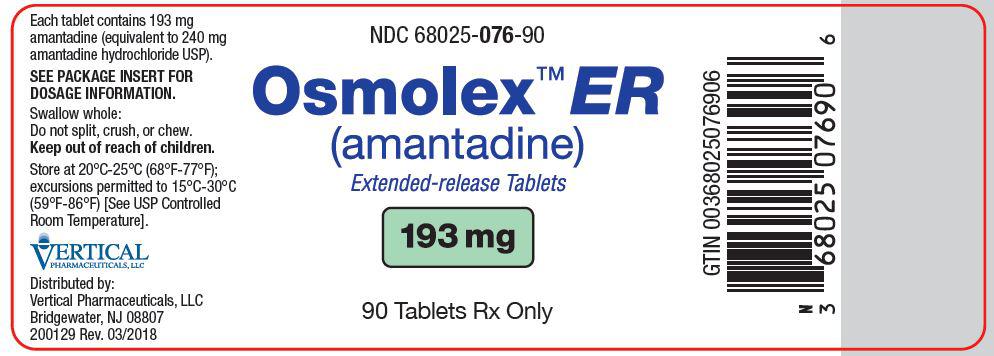 Each tablet contains 193 mg
amantadine (equivalent to 240 mg
amantadine hydrochloride USP).
SEE PACKAGE INSERT FOR
DOSAGE INFORMATION.
Swallow whole:
Do not split, crush, or chew.
Keep out of reach of children.
Store at 20°C-25°C (68°F-77°F);
excursions permitted to 15°C-30°C
(59°F-86°F) [See USP Controlled
Room Temperature].
VERTICAL
PHARMACEUTICALS, LLC
Distributed by:
Vertical Pharmaceuticals, LLC
Bridgewater, NJ 08807
200129 Rev. 03/2018
NDC 68025-076-90
Osmolex™ ER
(amantadine)
Extended-release Tablets
193 mg
90 Tablets Rx Only
GTIN 00368025076906
N
3 68025 07690 6